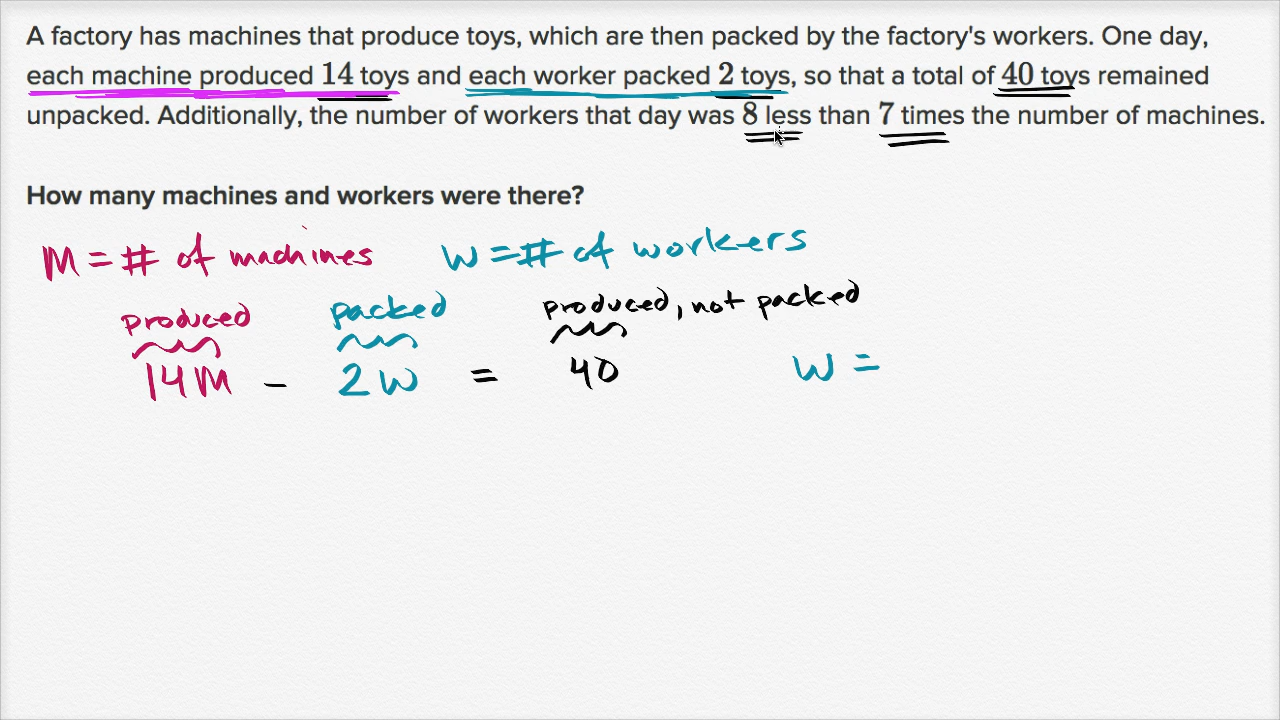 A factory has machines that produce toys, which are then packed by the factory's workers. One day,
each machine produced 14 toys and each worker packed 2 toys, so that a total of 40 toys remained
unpacked. Additionally, the number of workers that day was 8 less than 7 times the number of machines.
How many machines and workers were there?
M = # of machines W = # of workers
produced packed produced, not packed
14M - 2W = 40 W =